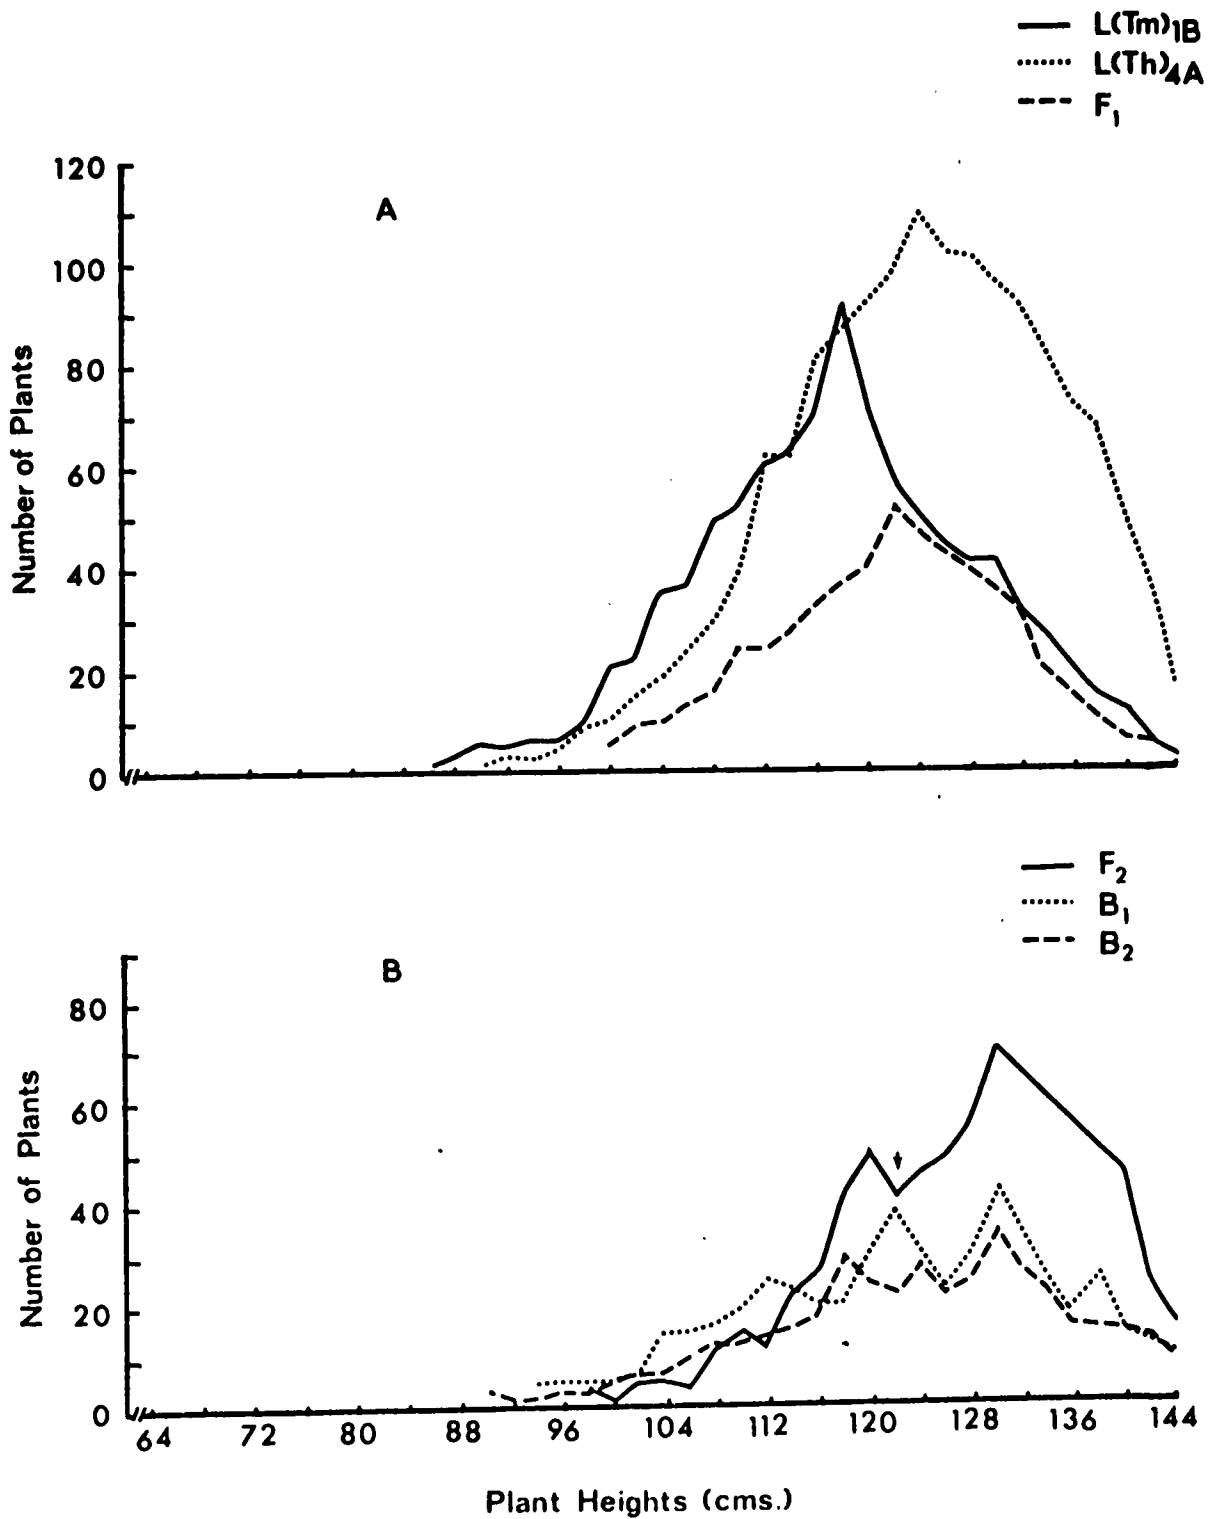 L(Tm)1B
L(Th)4A
F1
120
100
80
60
40
20
0
Number of Plants
A
F2
B1
B2
B
80
60
40
20
0
Number of Plants
64 72 80 88 96 104 112 120 128 136 144
Plant Heights (cms.)